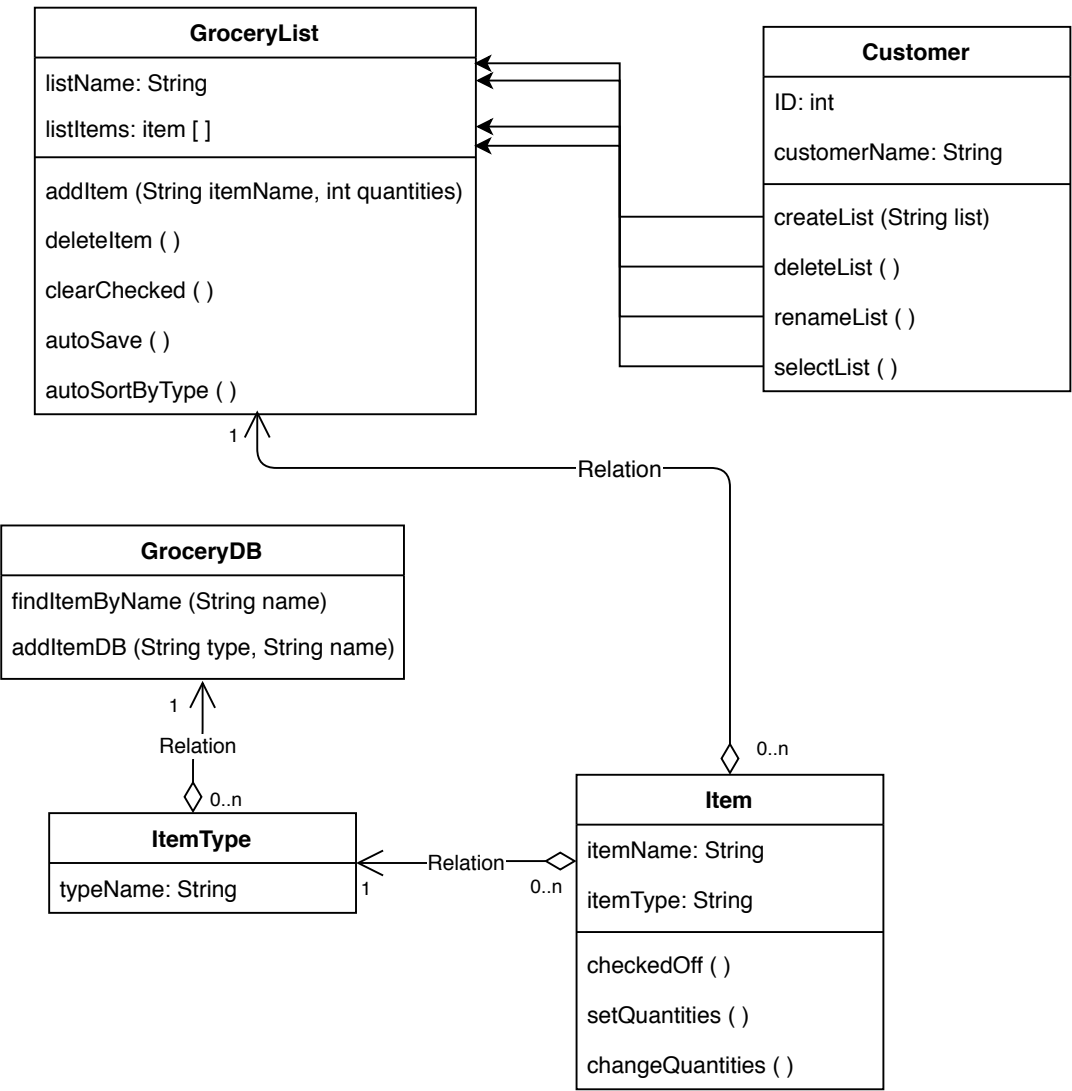 GroceryList
listName: String
listItems: item [ ]
addItem (String itemName, int quantities)
deleteItem ( )
clearChecked ( )
autoSave ( )
autoSortByType ( )
Customer
ID: int
customerName: String
createList (String list)
deleteList ( )
renameList ( )
selectList ( )
1
Relation
0..n
GroceryDB
findItemByName (String name)
addItemDB (String type, String name)
1
Relation
0..n
ItemType
typeName: String
1
Relation
0..n
Item
itemName: String
itemType: String
checkedOff ( )
setQuantities ( )
changeQuantities ( )